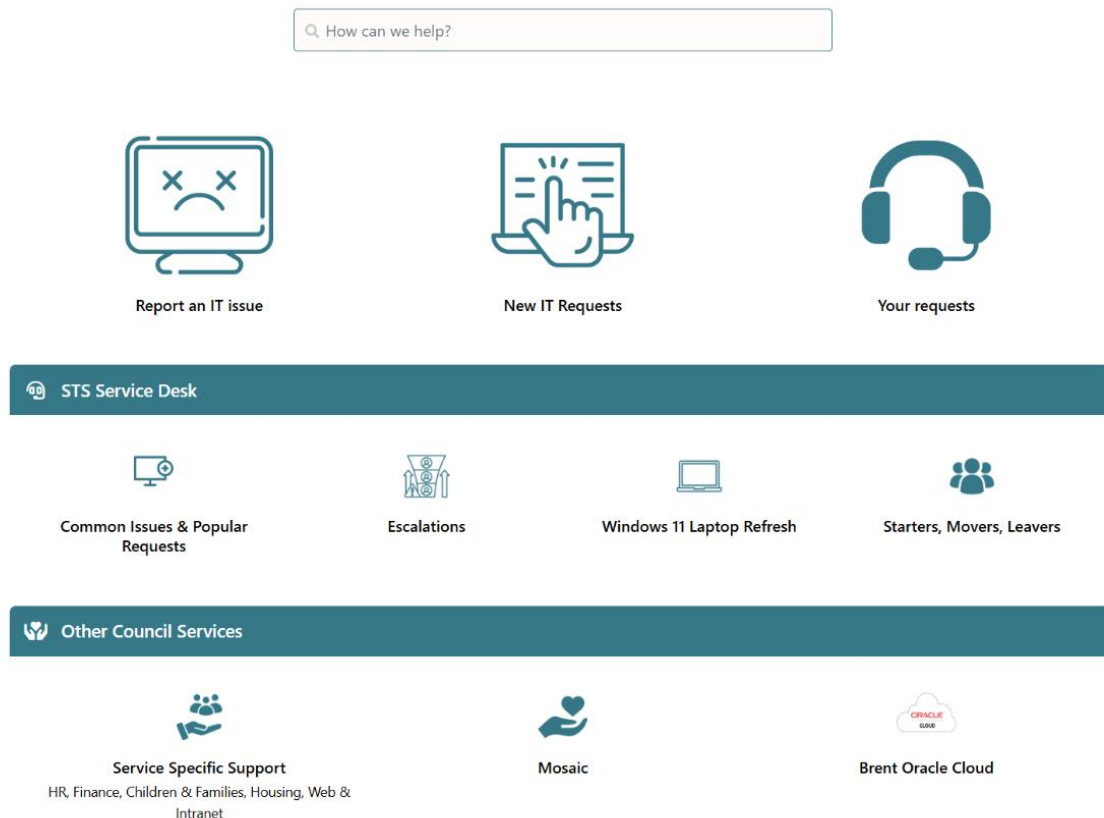 How can we help?
Report an IT issue
New IT Requests
Your requests
STS Service Desk
Common Issues & Popular
Requests
Escalations
Windows 11 Laptop Refresh
Starters, Movers, Leavers
Other Council Services
Service Specific Support
HR, Finance, Children & Families, Housing, Web &
Intranet
Mosaic
ORACLE
CLOUD
Brent Oracle Cloud